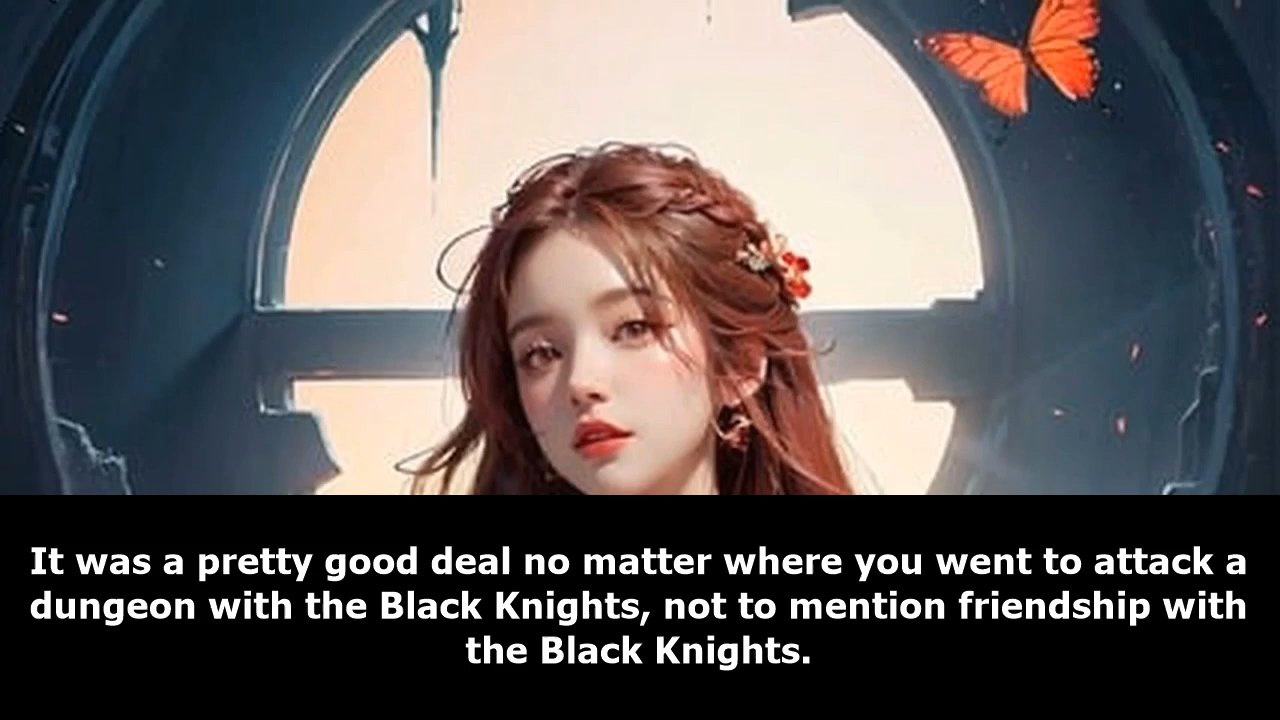 It was a pretty good deal no matter where you went to attack a
dungeon with the Black Knights, not to mention friendship with
the Black Knights.